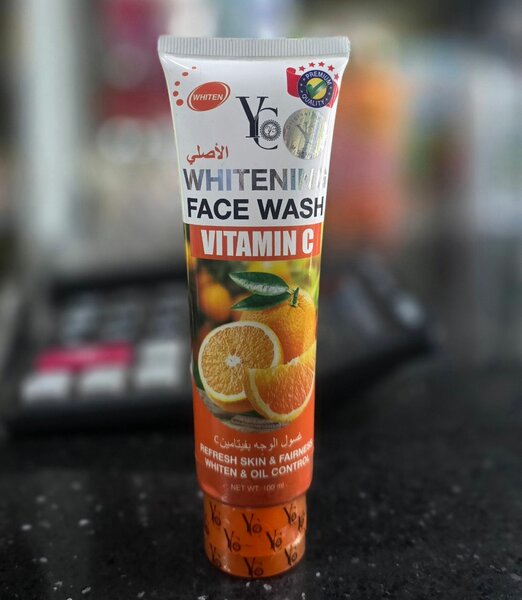 WHITEN
PREMIUM
QUALITY
YC
الأصلي
WHITENING
FACE WASH
VITAMIN C
غسول الوجه بفيتامين C
REFRESH SKIN & FAIRNESS
WHITEN & OIL CONTROL
NET WT. 100 ml
YC